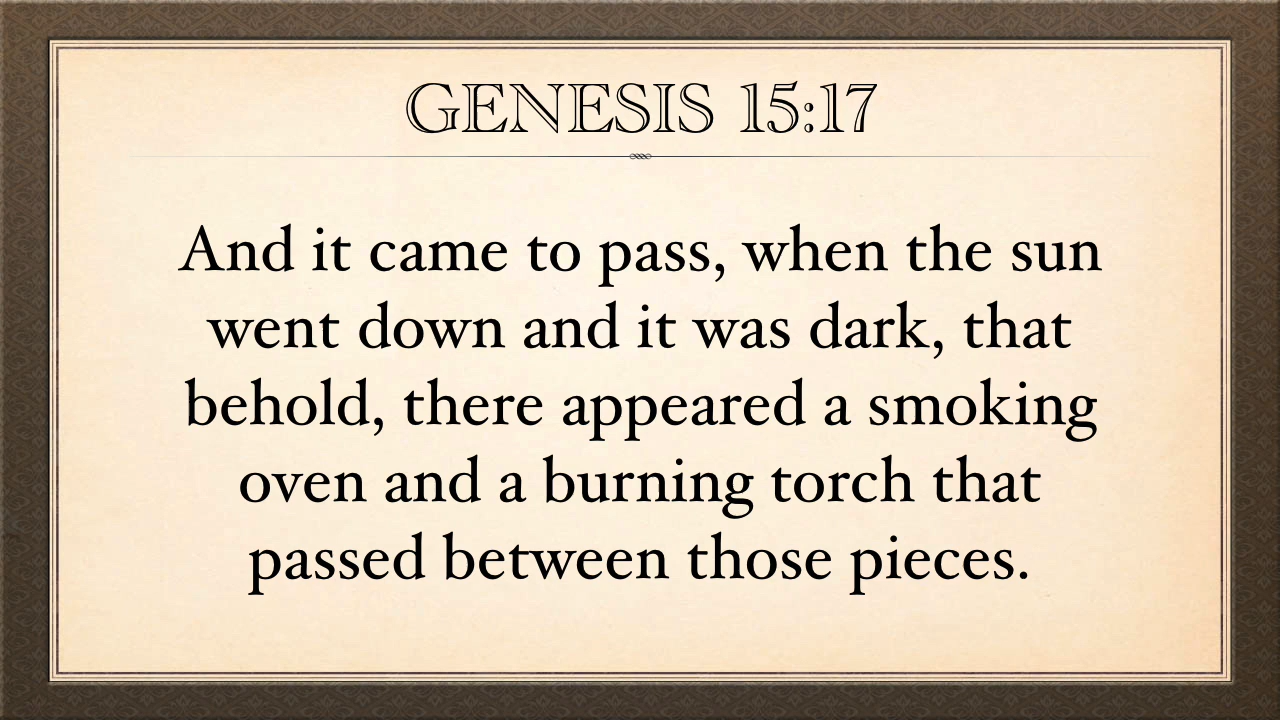 GENESIS 15:17
And it came to pass, when the sun
went down and it was dark, that
behold, there appeared a smoking
oven and a burning torch that
passed between those pieces.